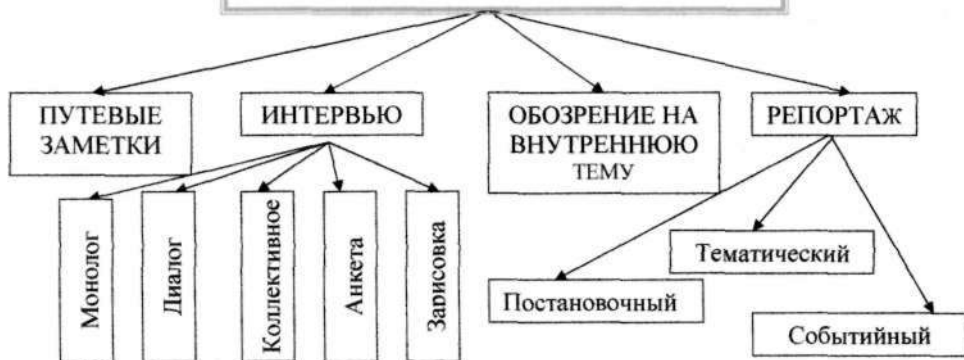 ПУТЕВЫЕ
ЗАМЕТКИ
ИНТЕРВЬЮ
ОБОЗРЕНИЕ НА
ВНУТРЕННЮЮ
ТЕМУ
РЕПОРТАЖ
Монолог
Диалог
Коллективное
Анкета
Зарисовка
Тематический
Постановочный
Событийный